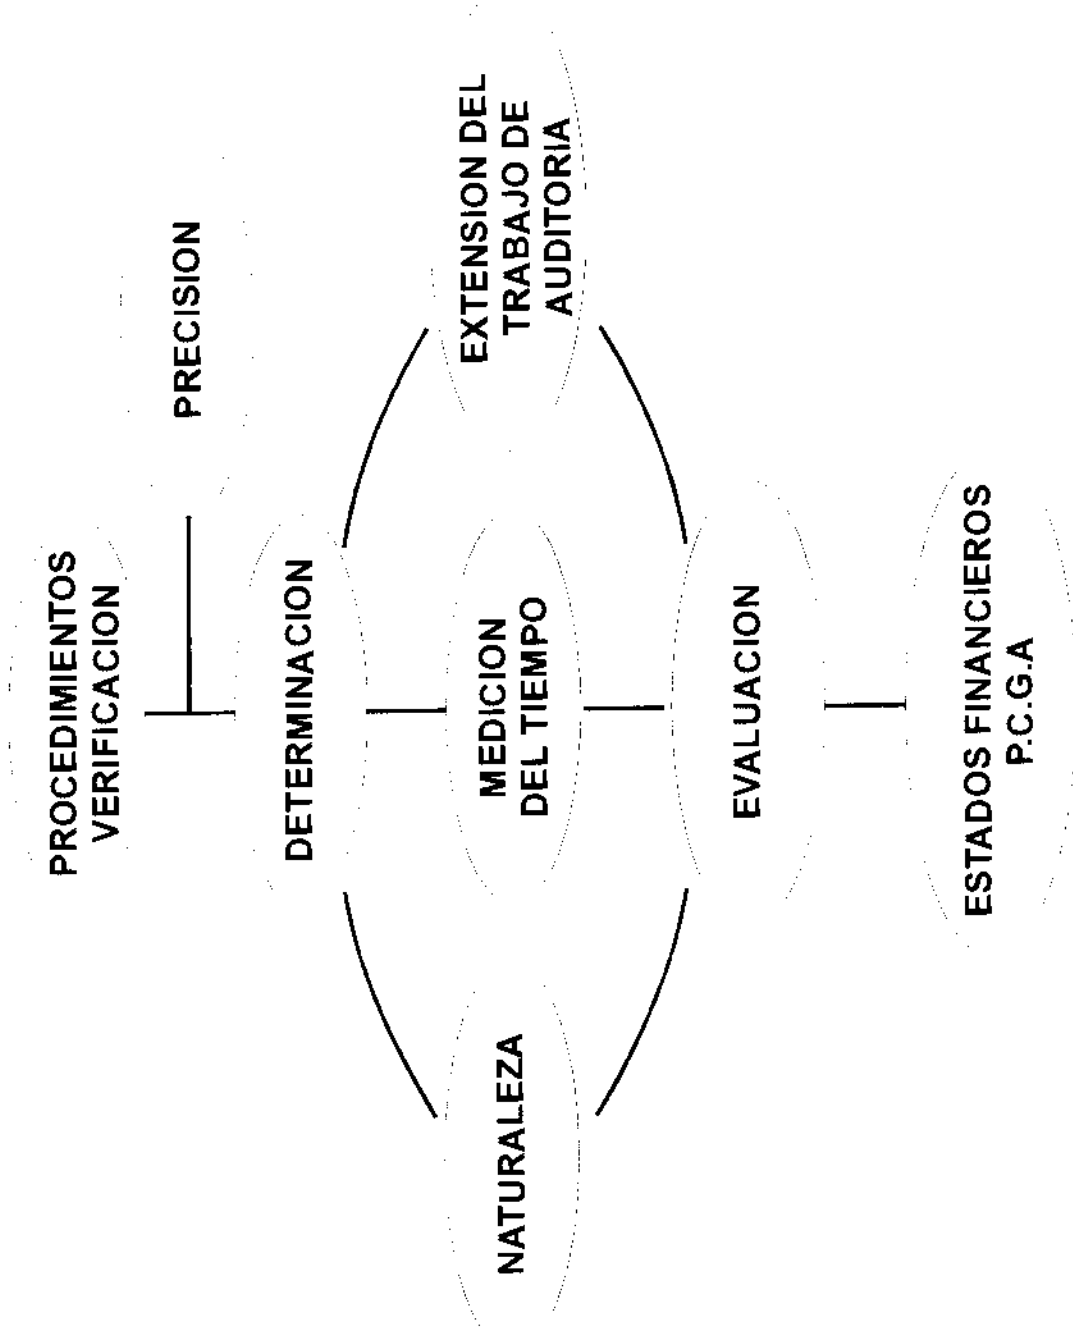 PROCEDIMIENTOS
VERIFICACION
PRECISION
DETERMINACION
NATURALEZA
MEDICION
DEL TIEMPO
EXTENSION DEL
TRABAJO DE
AUDITORIA
EVALUACION
ESTADOS FINANCIEROS
P.C.G.A